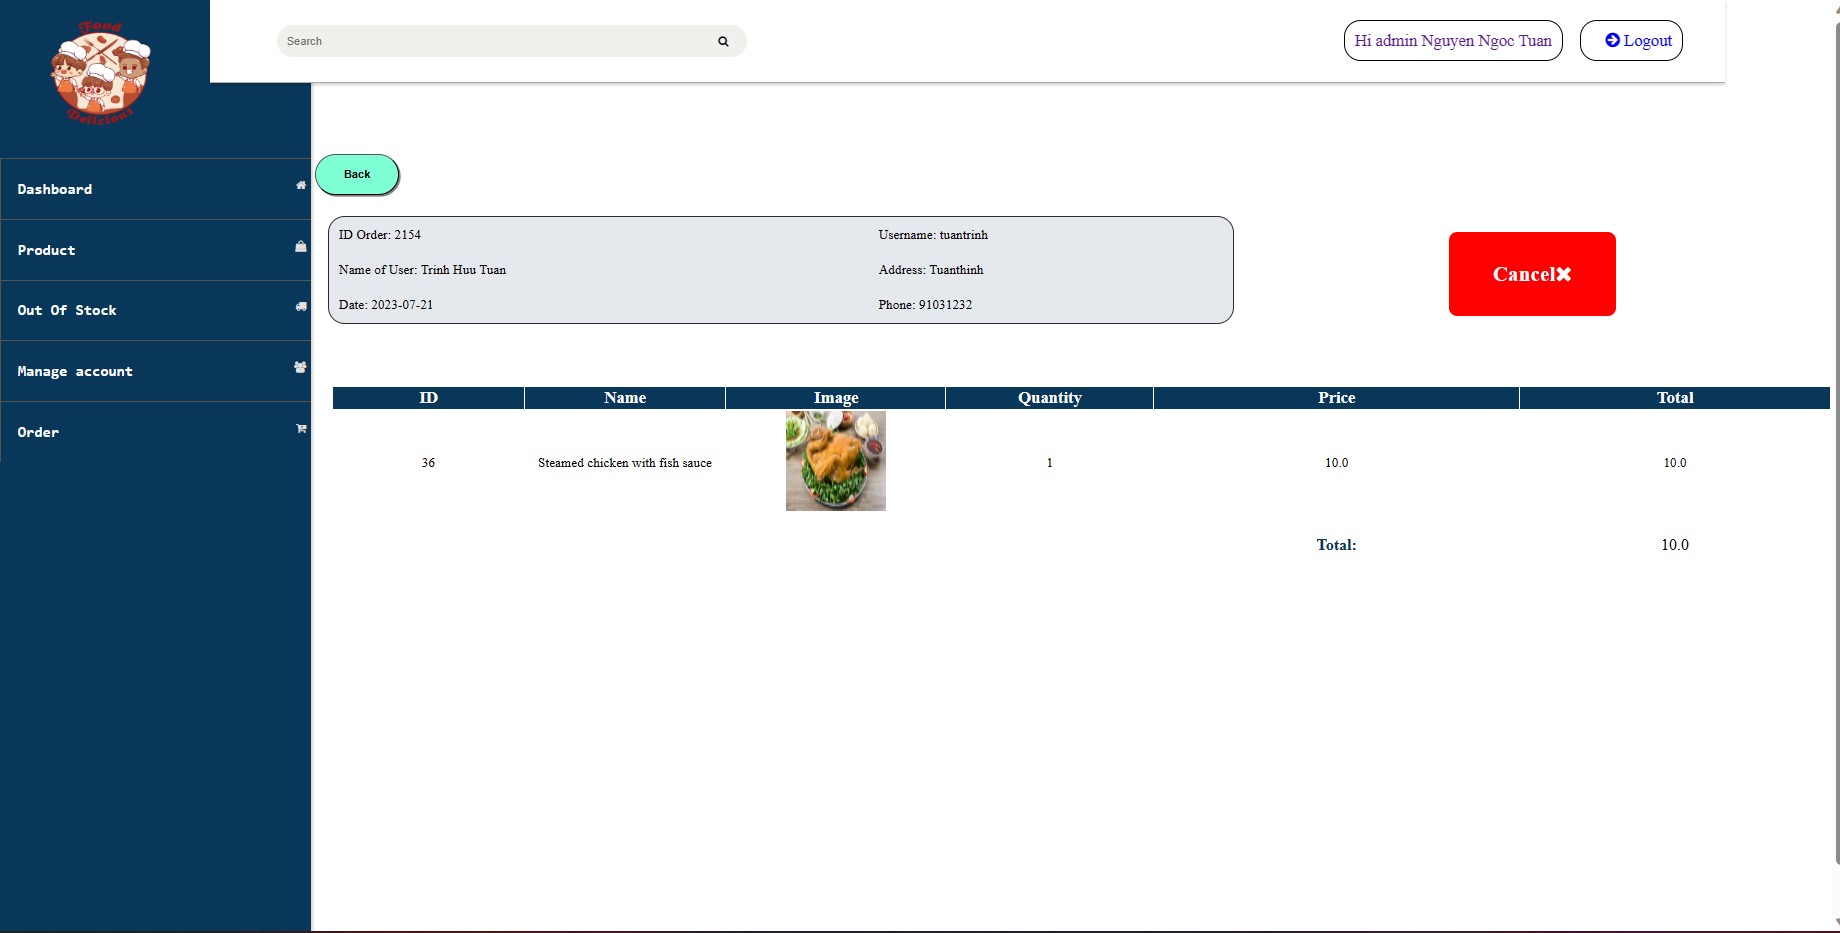 Food
Delicious
Search
Hi admin Nguyen Ngoc Tuan
Logout
Dashboard
Product
Out Of Stock
Manage account
Order
Back
ID Order: 2154
Username: tuantrinh
Name of User: Trinh Huu Tuan
Address: Tuanthinh
Date: 2023-07-21
Phone: 91031232
Cancel
ID Name Image Quantity Price Total
36 Steamed chicken with fish sauce 1 10.0 10.0
Total: 10.0